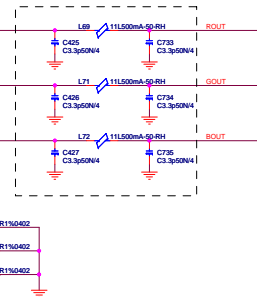 L69 11L500mA-50-RH ROUT
C425 C733
C3.3p50N/4 C3.3p50N/4
L71 11L500mA-50-RH GOUT
C426 C734
C3.3p50N/4 C3.3p50N/4
L72 11L500mA-50-RH BOUT
C427 C735
C3.3p50N/4 C3.3p50N/4
R1%0402
R1%0402
R1%0402